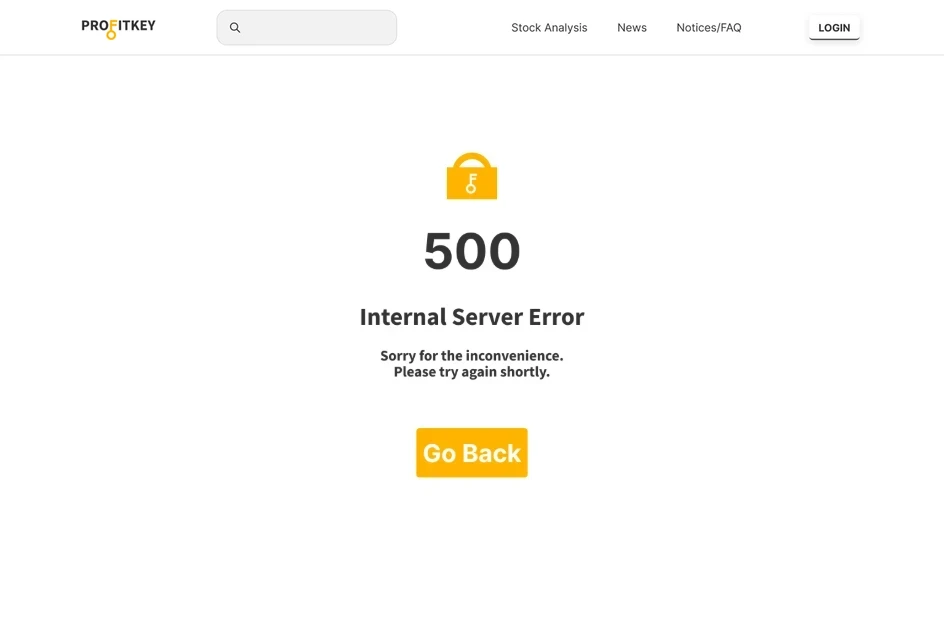 PROFITKEY
Stock Analysis
News
Notices/FAQ
LOGIN
F
500
Internal Server Error
Sorry for the inconvenience.
Please try again shortly.
Go Back